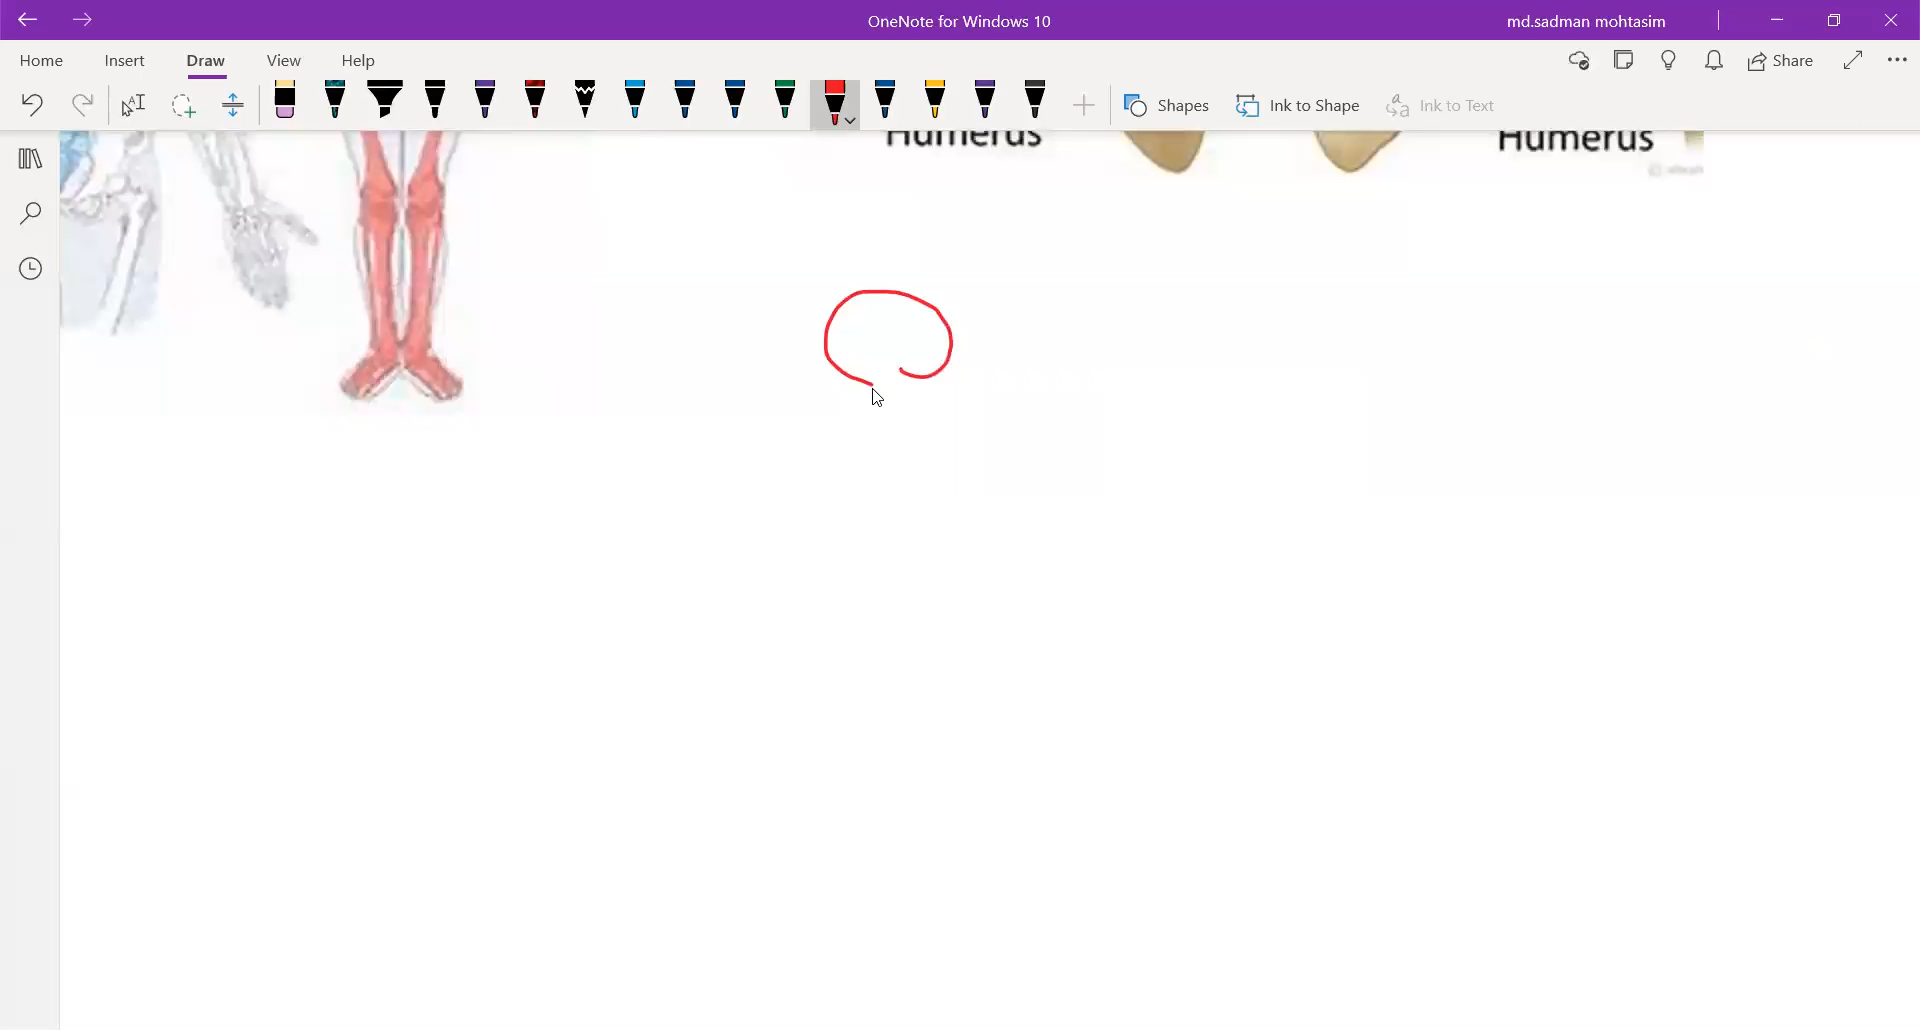 OneNote for Windows 10
md.sadman mohtasim
Home Insert Draw View Help
Share
Shapes Ink to Shape Ink to Text
Humerus
Humerus